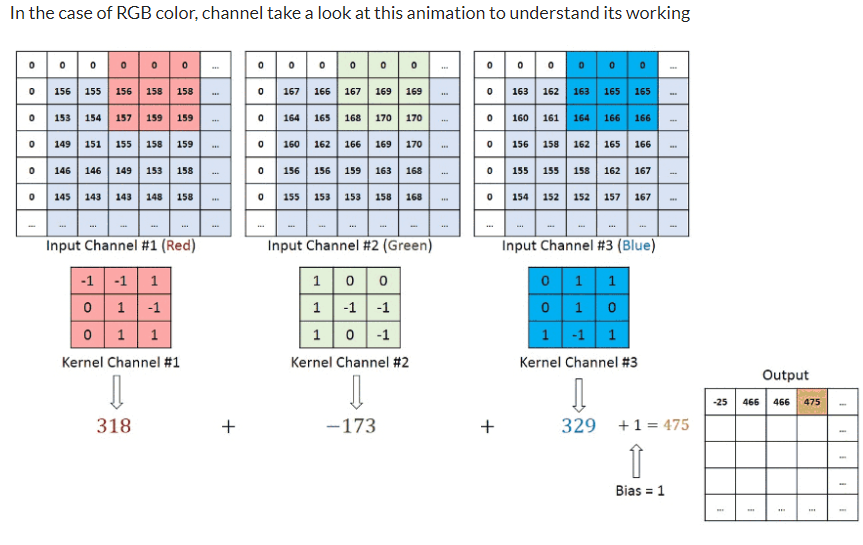 In the case of RGB color, channel take a look at this animation to understand its working
0 0 0 0 0 0 ... 0 0 0 0 0 0 ... 0 0 0 0 0 0 ...
0 156 155 156 158 158 ... 0 167 166 167 169 169 ... 0 163 162 163 165 165 ...
0 153 154 157 159 159 ... 0 164 165 168 170 170 ... 0 160 161 164 166 166 ...
0 149 151 155 158 159 ... 0 160 162 166 169 170 ... 0 156 158 162 165 166 ...
0 146 146 149 153 158 ... 0 156 156 159 163 168 ... 0 155 155 158 162 167 ...
0 145 143 143 148 158 ... 0 155 153 153 158 168 ... 0 154 152 152 157 167 ...
... ... ... ... ... ... ... ... ... ... ... ... ... ... ... ... ... ... ... ... ...
Input Channel #1 (Red) Input Channel #2 (Green) Input Channel #3 (Blue)
-1 -1 1 1 0 0 0 1 1
0 1 -1 1 -1 -1 0 1 0
0 1 1 1 0 -1 1 -1 1
Kernel Channel #1 Kernel Channel #2 Kernel Channel #3
Output
-25 466 466 475 ...
318 + −173 + 329 + 1 = 475
...
...
Bias = 1
...
... ... ... ... ...